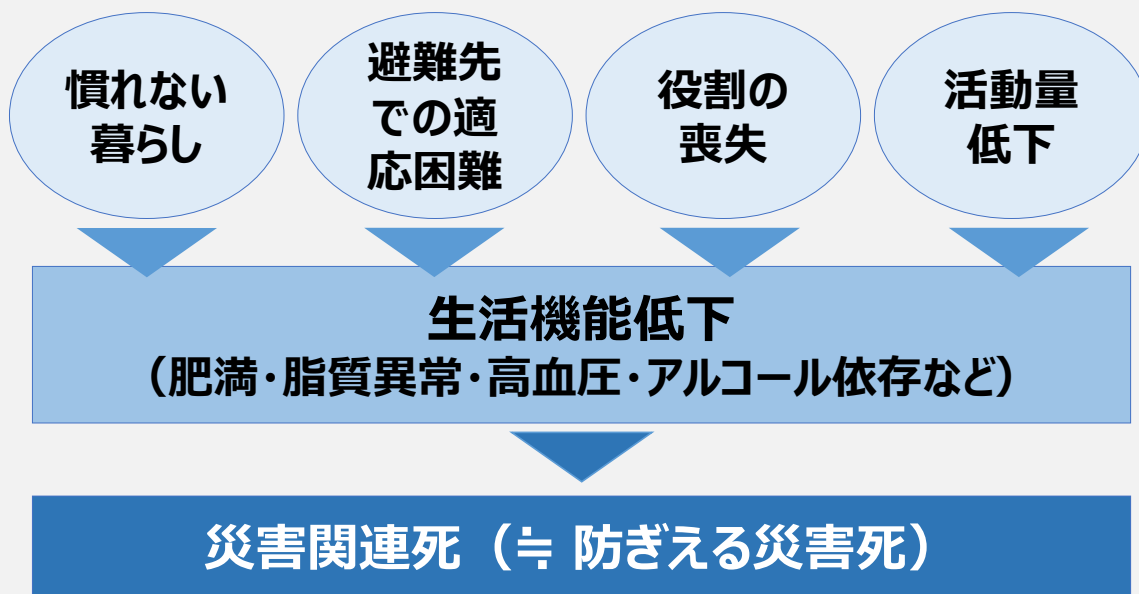 慣れない
暮らし
避難先
での適
応困難
役割の
喪失
活動量
低下
生活機能低下
（肥満・脂質異常・高血圧・アルコール依存など）
災害関連死（≒ 防ぎえる災害死）